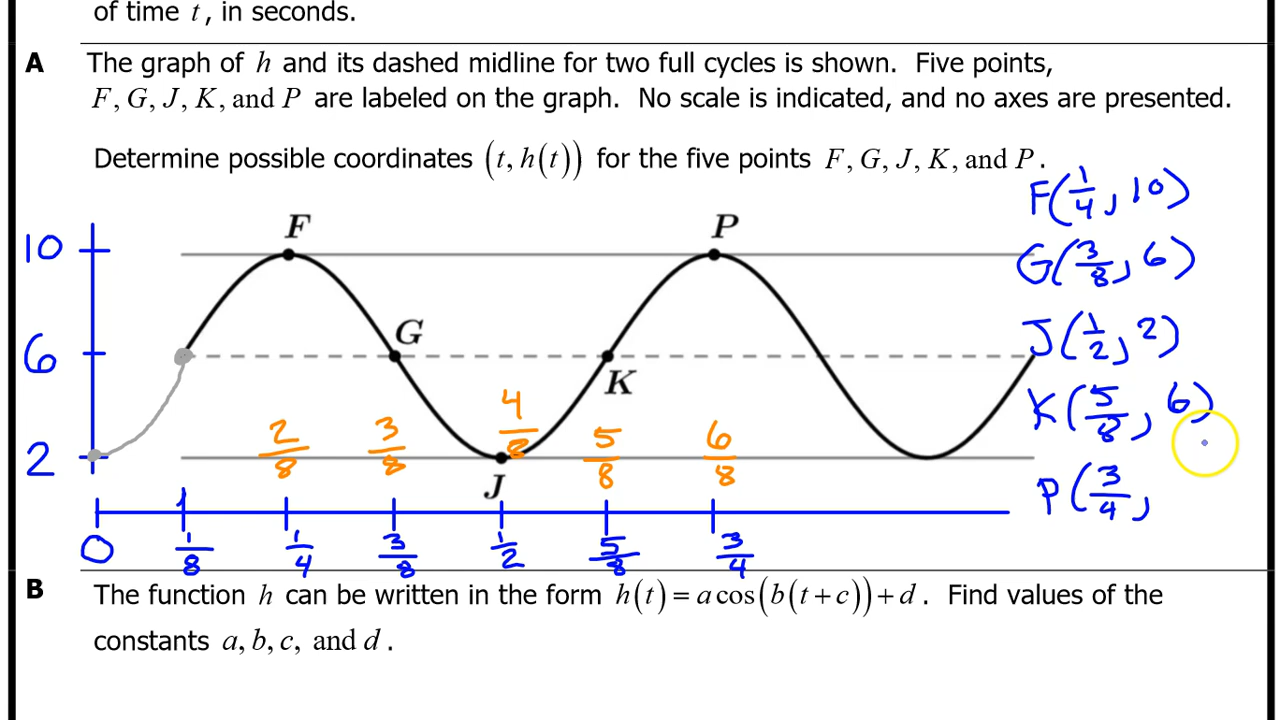 of time t, in seconds.
A The graph of h and its dashed midline for two full cycles is shown. Five points,
F, G, J, K, and P are labeled on the graph. No scale is indicated, and no axes are presented.
Determine possible coordinates (t, h(t)) for the five points F, G, J, K, and P.
F(1/4, 10)
F
P
10
G(3/8, 6)
G
6
J(1/2, 2)
K
K(5/8, 6)
2/8 3/8 4/8 5/8 6/8
2
J
P(3/4,
0 1/8 1/4 3/8 1/2 5/8 3/4
B The function h can be written in the form h(t) = a cos(b(t+c))+d. Find values of the
constants a, b, c, and d.